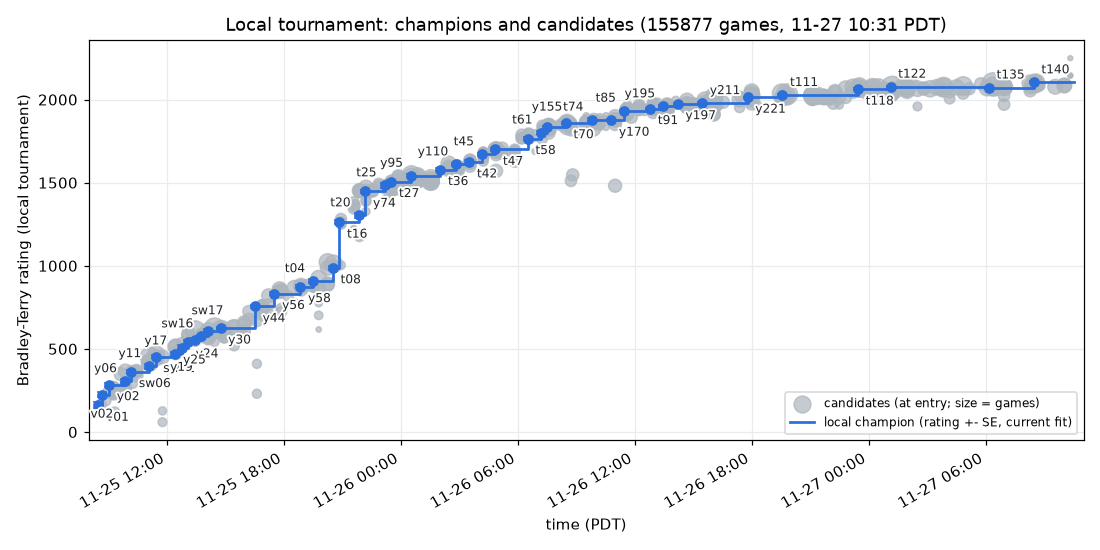 Local tournament: champions and candidates (155877 games, 11-27 10:31 PDT)
Bradley-Terry rating (local tournament)
2000
1500
1000
500
0
v02
01
y06
y02
y11
sw06
y17
sw16
y25
y24
sw17
y30
y44
t04
y56
y58
t08
t20
t16
t25
y74
y95
t27
y110
t36
t45
t42
t47
t61
t58
y155
t74
t70
t85
y170
y195
t91
y197
y211
y221
t111
t118
t122
t135
t140
candidates (at entry; size = games)
local champion (rating +- SE, current fit)
11-25 12:00
11-25 18:00
11-26 00:00
11-26 06:00
11-26 12:00
11-26 18:00
11-27 00:00
11-27 06:00
time (PDT)